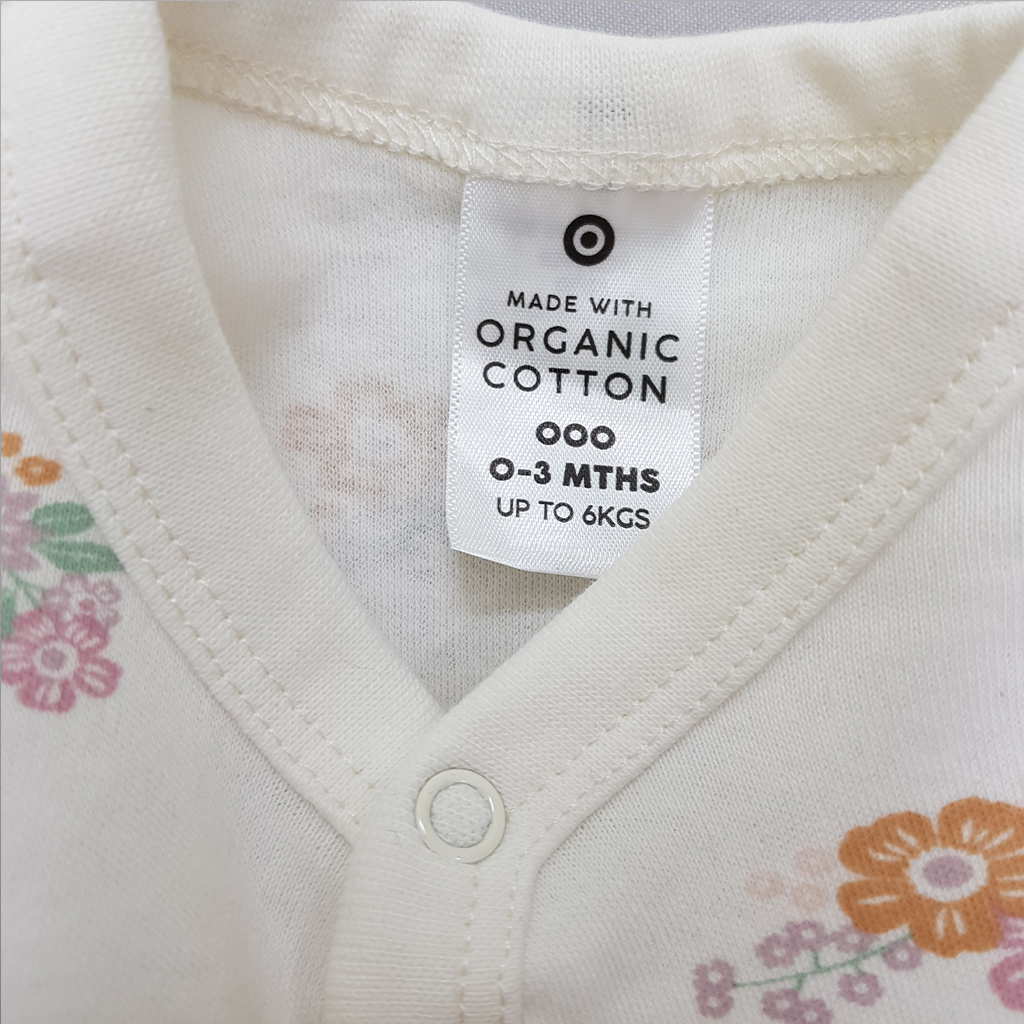 MADE WITH
ORGANIC
COTTON
000
0-3 MTHS
UP TO 6KGS